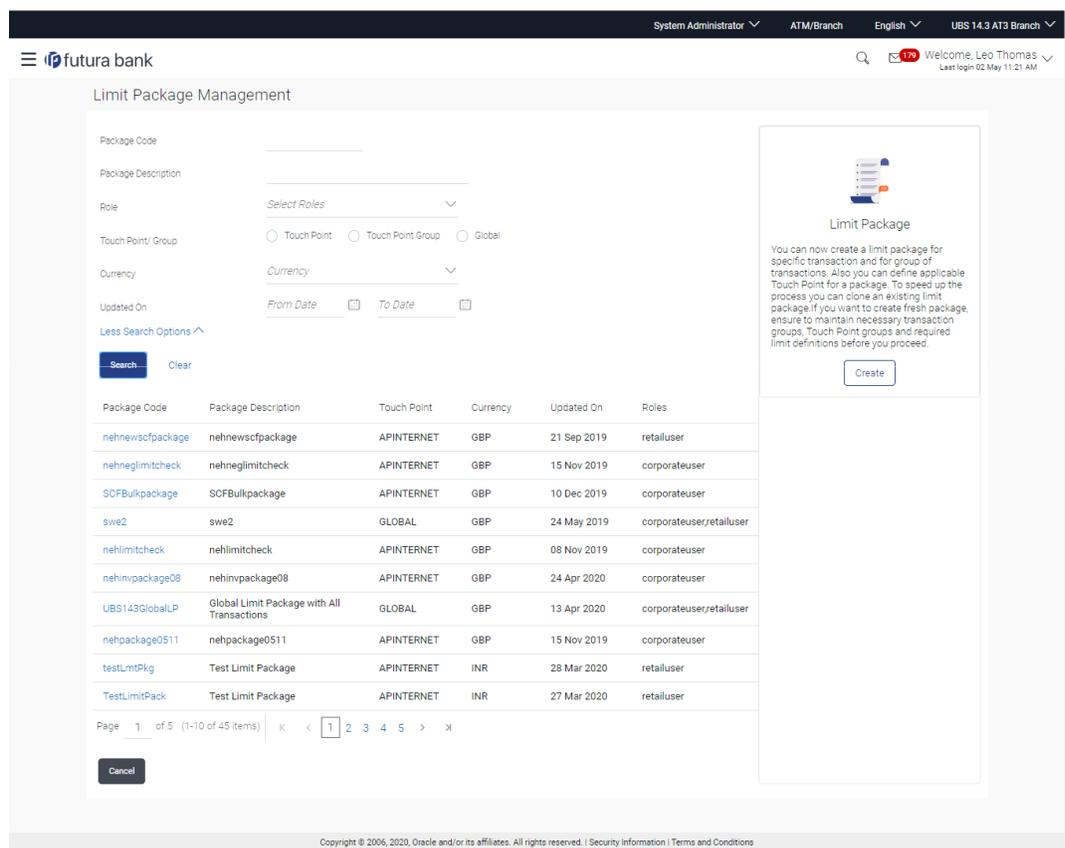 System Administrator ATM/Branch English UBS 14.3 AT3 Branch
futura bank 179 Welcome, Leo Thomas
Last login 02 May 11:21 AM
Limit Package Management
Package Code
Package Description
Role Select Roles
Touch Point/ Group Touch Point Touch Point Group Global
Currency Currency
Updated On From Date To Date
Less Search Options
Search Clear
Limit Package
You can now create a limit package for
specific transaction and for group of
transactions. Also you can define applicable
Touch Point for a package. To speed up the
process you can clone an existing limit
package.If you want to create fresh package,
ensure to maintain necessary transaction
groups, Touch Point groups and required
limit definitions before you proceed.
Create
Package Code Package Description Touch Point Currency Updated On Roles
nehnewscfpackage nehnewscfpackage APINTERNET GBP 21 Sep 2019 retailuser
nehneglimitcheck nehneglimitcheck APINTERNET GBP 15 Nov 2019 corporateuser
SCFBulkpackage SCFBulkpackage APINTERNET GBP 10 Dec 2019 corporateuser
swe2 swe2 GLOBAL GBP 24 May 2019 corporateuser,retailuser
nehlimitcheck nehlimitcheck APINTERNET GBP 08 Nov 2019 corporateuser
nehinvpackage08 nehinvpackage08 APINTERNET GBP 24 Apr 2020 corporateuser
UBS143GlobalLP Global Limit Package with All Transactions GLOBAL GBP 13 Apr 2020 corporateuser,retailuser
nehpackage0511 nehpackage0511 APINTERNET GBP 15 Nov 2019 corporateuser
testLmtPkg Test Limit Package APINTERNET INR 28 Mar 2020 retailuser
TestLimitPack Test Limit Package APINTERNET INR 27 Mar 2020 retailuser
Page 1 of 5 (1-10 of 45 items) 1 2 3 4 5
Cancel
Copyright © 2006, 2020, Oracle and/or its affiliates. All rights reserved. | Security Information | Terms and Conditions